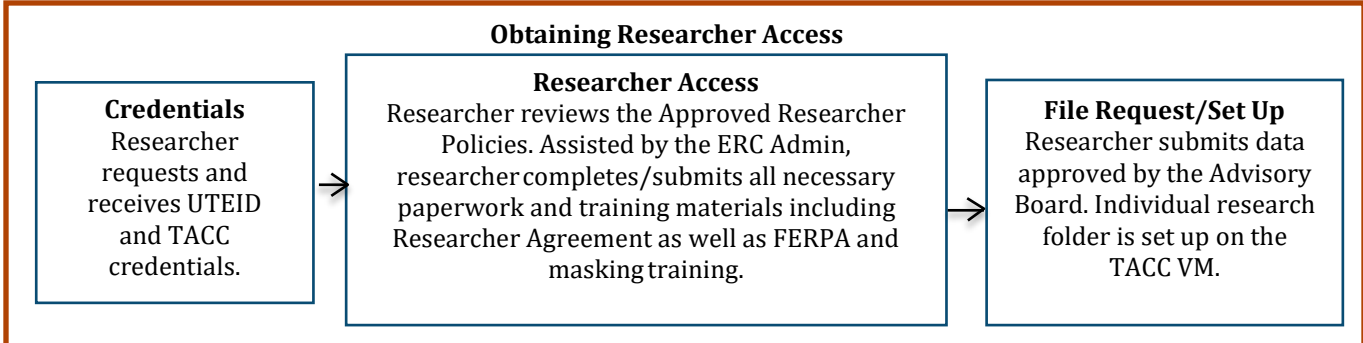 Obtaining Researcher Access
Credentials
Researcher
requests and
receives UTEID
and TACC
credentials.
Researcher Access
Researcher reviews the Approved Researcher
Policies. Assisted by the ERC Admin,
researcher completes/submits all necessary
paperwork and training materials including
Researcher Agreement as well as FERPA and
masking training.
File Request/Set Up
Researcher submits data
approved by the Advisory
Board. Individual research
folder is set up on the
TACC VM.